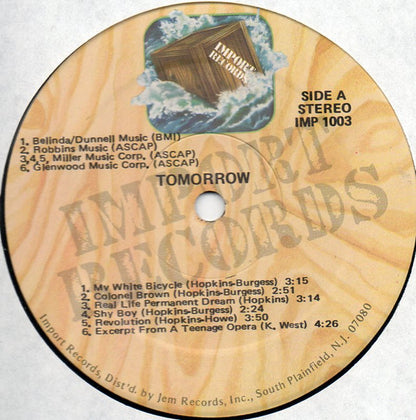 IMPORT
RECORDS
SIDE A
STEREO
IMP 1003
1. Belinda/Dunnell Music (BMI)
2. Robbins Music (ASCAP)
3,4,5, Miller Music Corp. (ASCAP)
6. Glenwood Music Corp. (ASCAP)
TOMORROW
IMPORT
RECORDS
1. My White Bicycle (Hopkins-Burgess) 3:15
2. Colonel Brown (Hopkins-Burgess) 2:51
3. Real Life Permanent Dream (Hopkins) 3:14
4. Shy Boy (Hopkins-Burgess) 2:24
5. Revolution (Hopkins-Howe) 3:50
6. Excerpt From A Teenage Opera (K. West) 4:26
Import Records, Dist'd. by Jem Records, Inc., South Plainfield, N.J. 07080